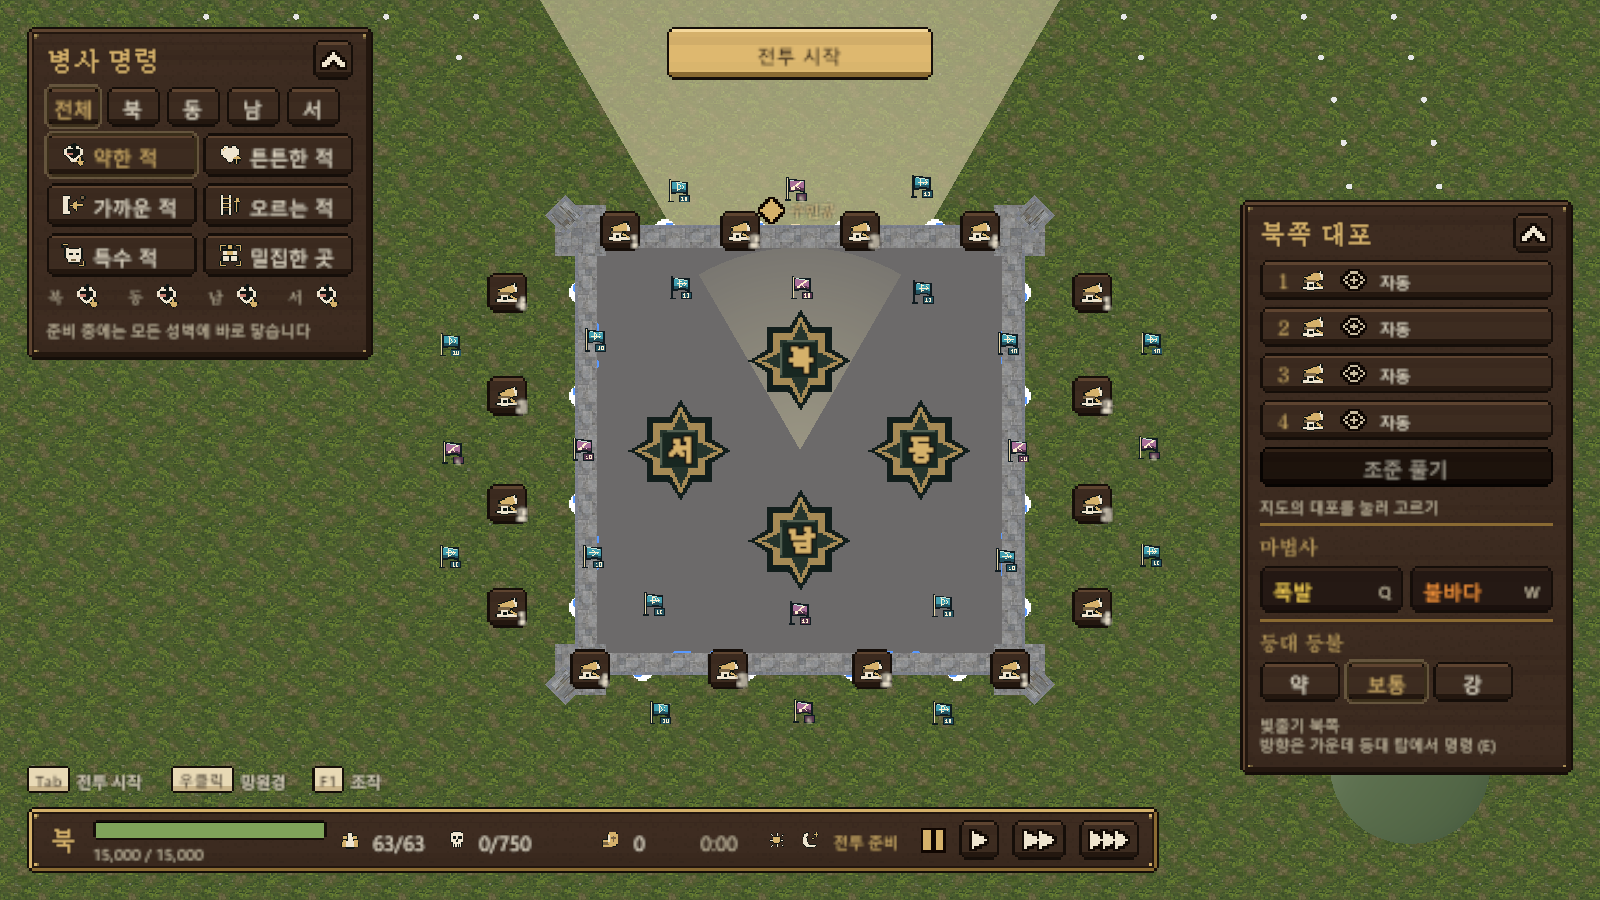 전투 시작
병사 명령
전체 북 동 남 서
약한 적 튼튼한 적
가까운 적 오르는 적
특수 적 밀집한 곳
북 동 남 서
준비 중에는 모든 성벽에 바로 닿습니다
북
서 동
남
북쪽 대포
1 자동
2 자동
3 자동
4 자동
조준 풀기
지도의 대포를 눌러 고르기
마법사
폭발 Q 불바다 W
등대 등불
약 보통 강
빛줄기 북쪽
방향은 가운데 등대 탑에서 명령 (E)
Tab 전투 시작 우클릭 망원경 F1 조작
북 15,000 / 15,000 63/63 0/750 0 0:00 전투 준비